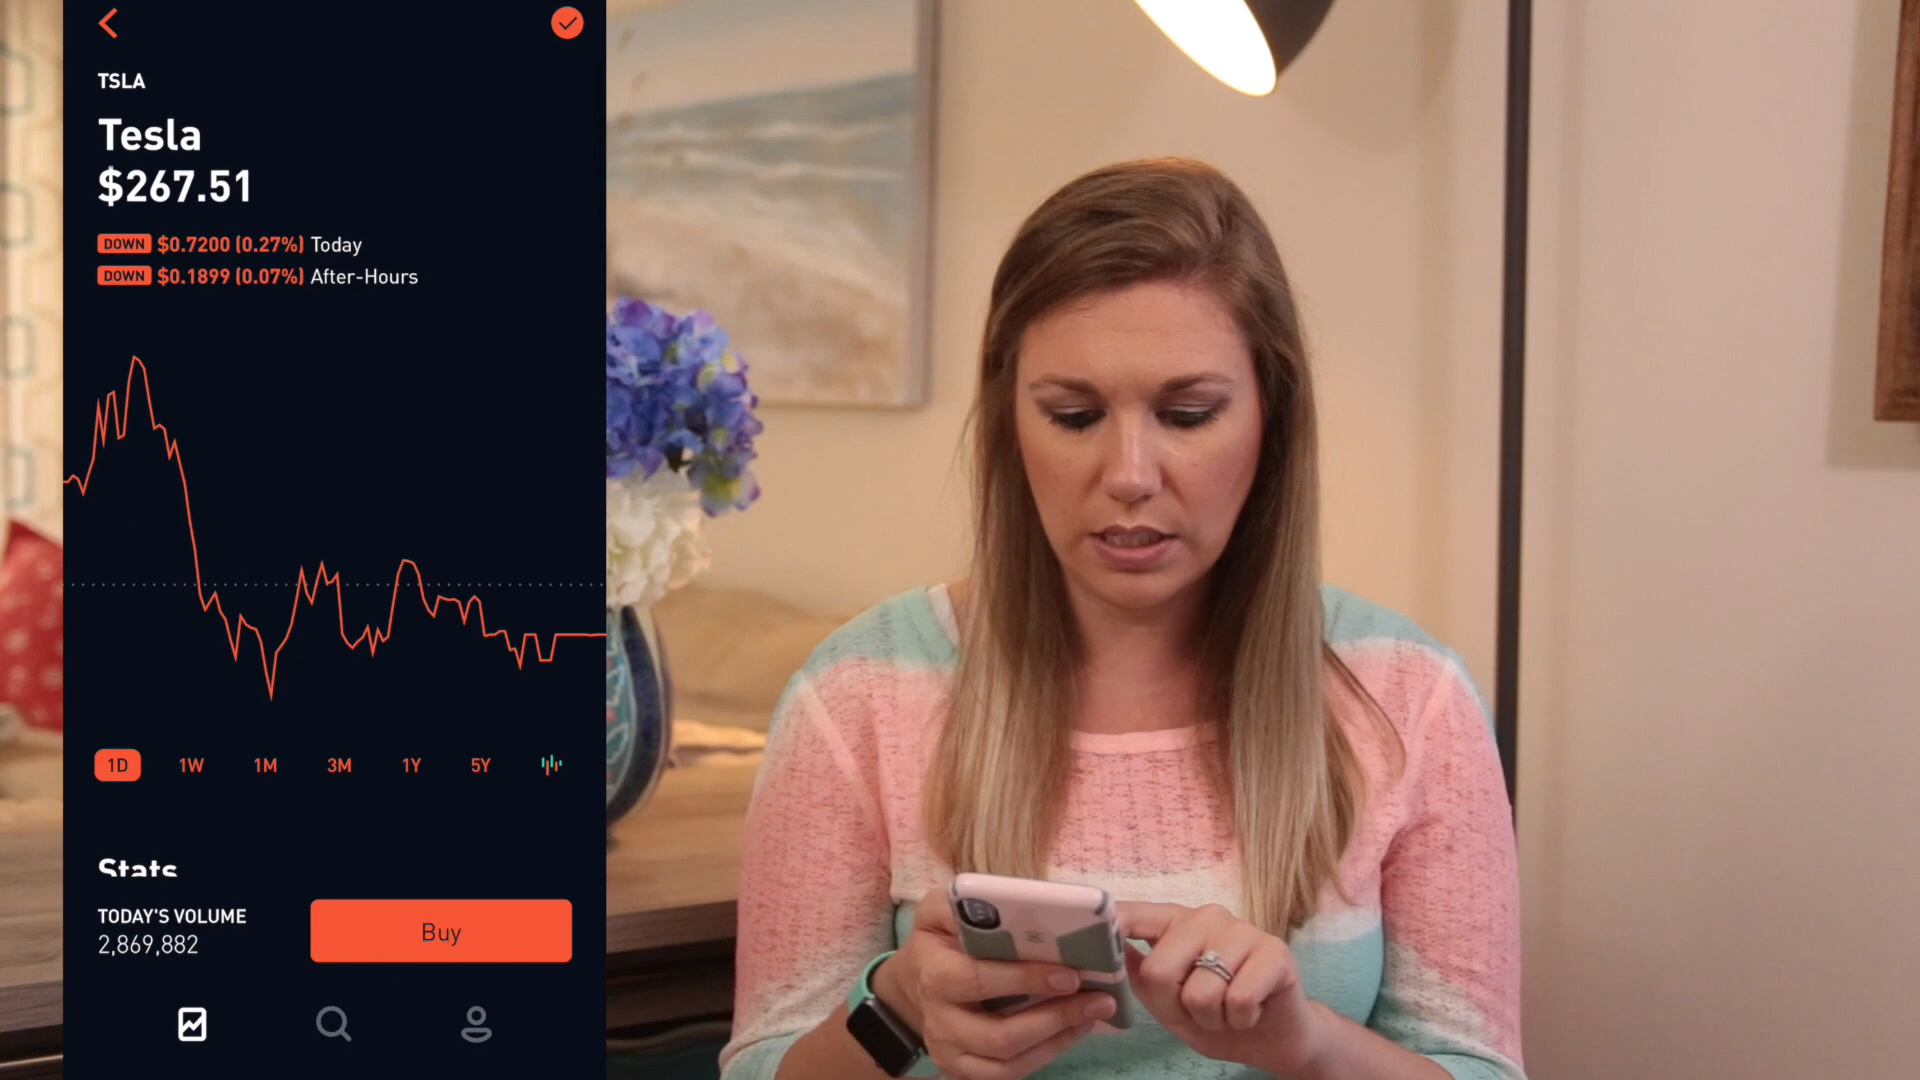 TSLA
Tesla
$267.51
DOWN $0.7200 (0.27%) Today
DOWN $0.1899 (0.07%) After-Hours
1D 1W 1M 3M 1Y 5Y
Stats
TODAY'S VOLUME
2,869,882
Buy